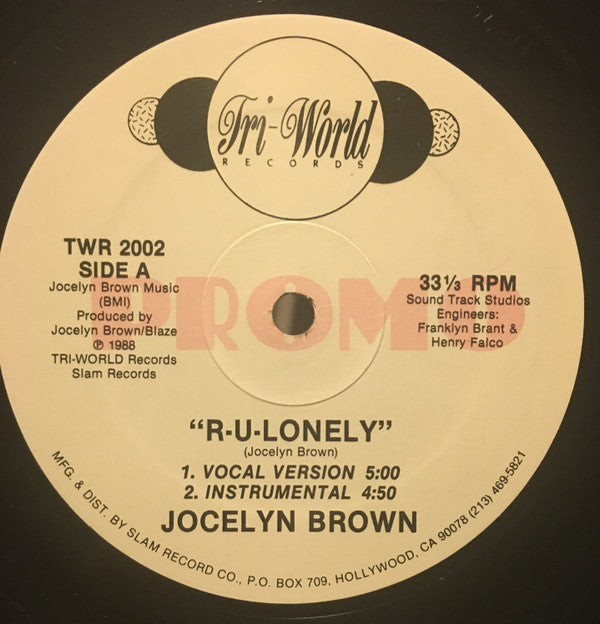 Tri-World
RECORDS
TWR 2002
SIDE A
Jocelyn Brown Music
(BMI)
Produced by
Jocelyn Brown/Blaze
℗ 1988
TRI-WORLD Records
Slam Records
PROMO
33⅓ RPM
Sound Track Studios
Engineers:
Franklyn Brant &
Henry Falco
"R-U-LONELY"
(Jocelyn Brown)
1. VOCAL VERSION 5:00
2. INSTRUMENTAL 4:50
JOCELYN BROWN
MFG. & DIST. BY SLAM RECORD CO., P.O. BOX 709, HOLLYWOOD, CA 90078 (213) 469-5821